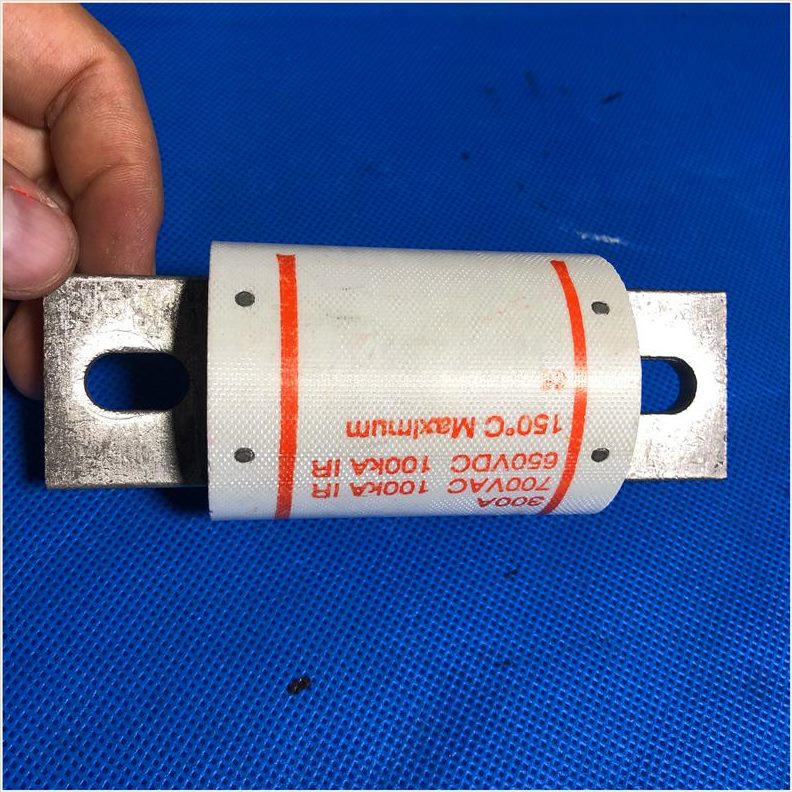 300A
700VAC 100kA IR
650VDC 100kA IR
150°C Maximum